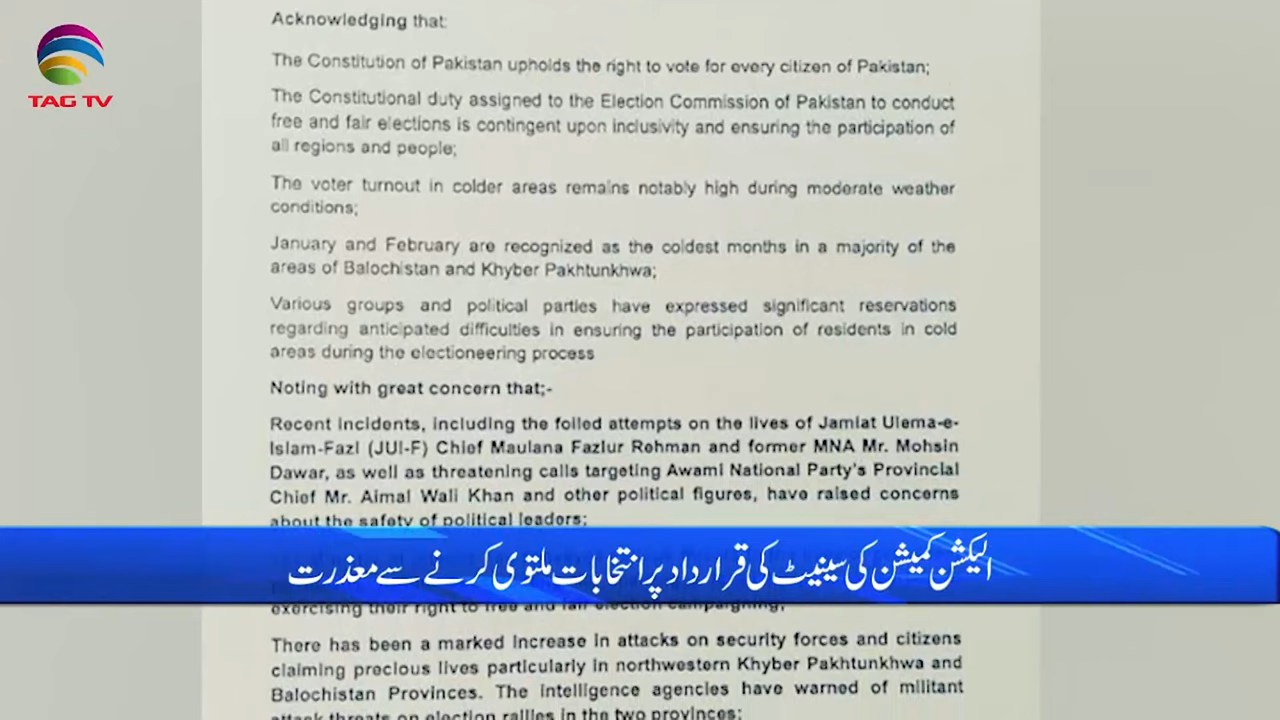 TAG TV
Acknowledging that:
The Constitution of Pakistan upholds the right to vote for every citizen of Pakistan;
The Constitutional duty assigned to the Election Commission of Pakistan to conduct
free and fair elections is contingent upon inclusivity and ensuring the participation of
all regions and people;
The voter turnout in colder areas remains notably high during moderate weather
conditions;
January and February are recognized as the coldest months in a majority of the
areas of Balochistan and Khyber Pakhtunkhwa;
Various groups and political parties have expressed significant reservations
regarding anticipated difficulties in ensuring the participation of residents in cold
areas during the electioneering process
Noting with great concern that;-
Recent incidents, including the foiled attempts on the lives of Jamiat Ulema-e-
Islam-Fazl (JUI-F) Chief Maulana Fazlur Rehman and former MNA Mr. Mohsin
Dawar, as well as threatening calls targeting Awami National Party's Provincial
Chief Mr. Aimal Wali Khan and other political figures, have raised concerns
about the safety of political leaders;
الیکشن کمیشن کی سینیٹ کی قرارداد پر انتخابات ملتوی کرنے سے معذرت
exercising their right to free and fair election campaigning;
There has been a marked increase in attacks on security forces and citizens
claiming precious lives particularly in northwestern Khyber Pakhtunkhwa and
Balochistan Provinces. The intelligence agencies have warned of militant
attack threats on election rallies in the two provinces;